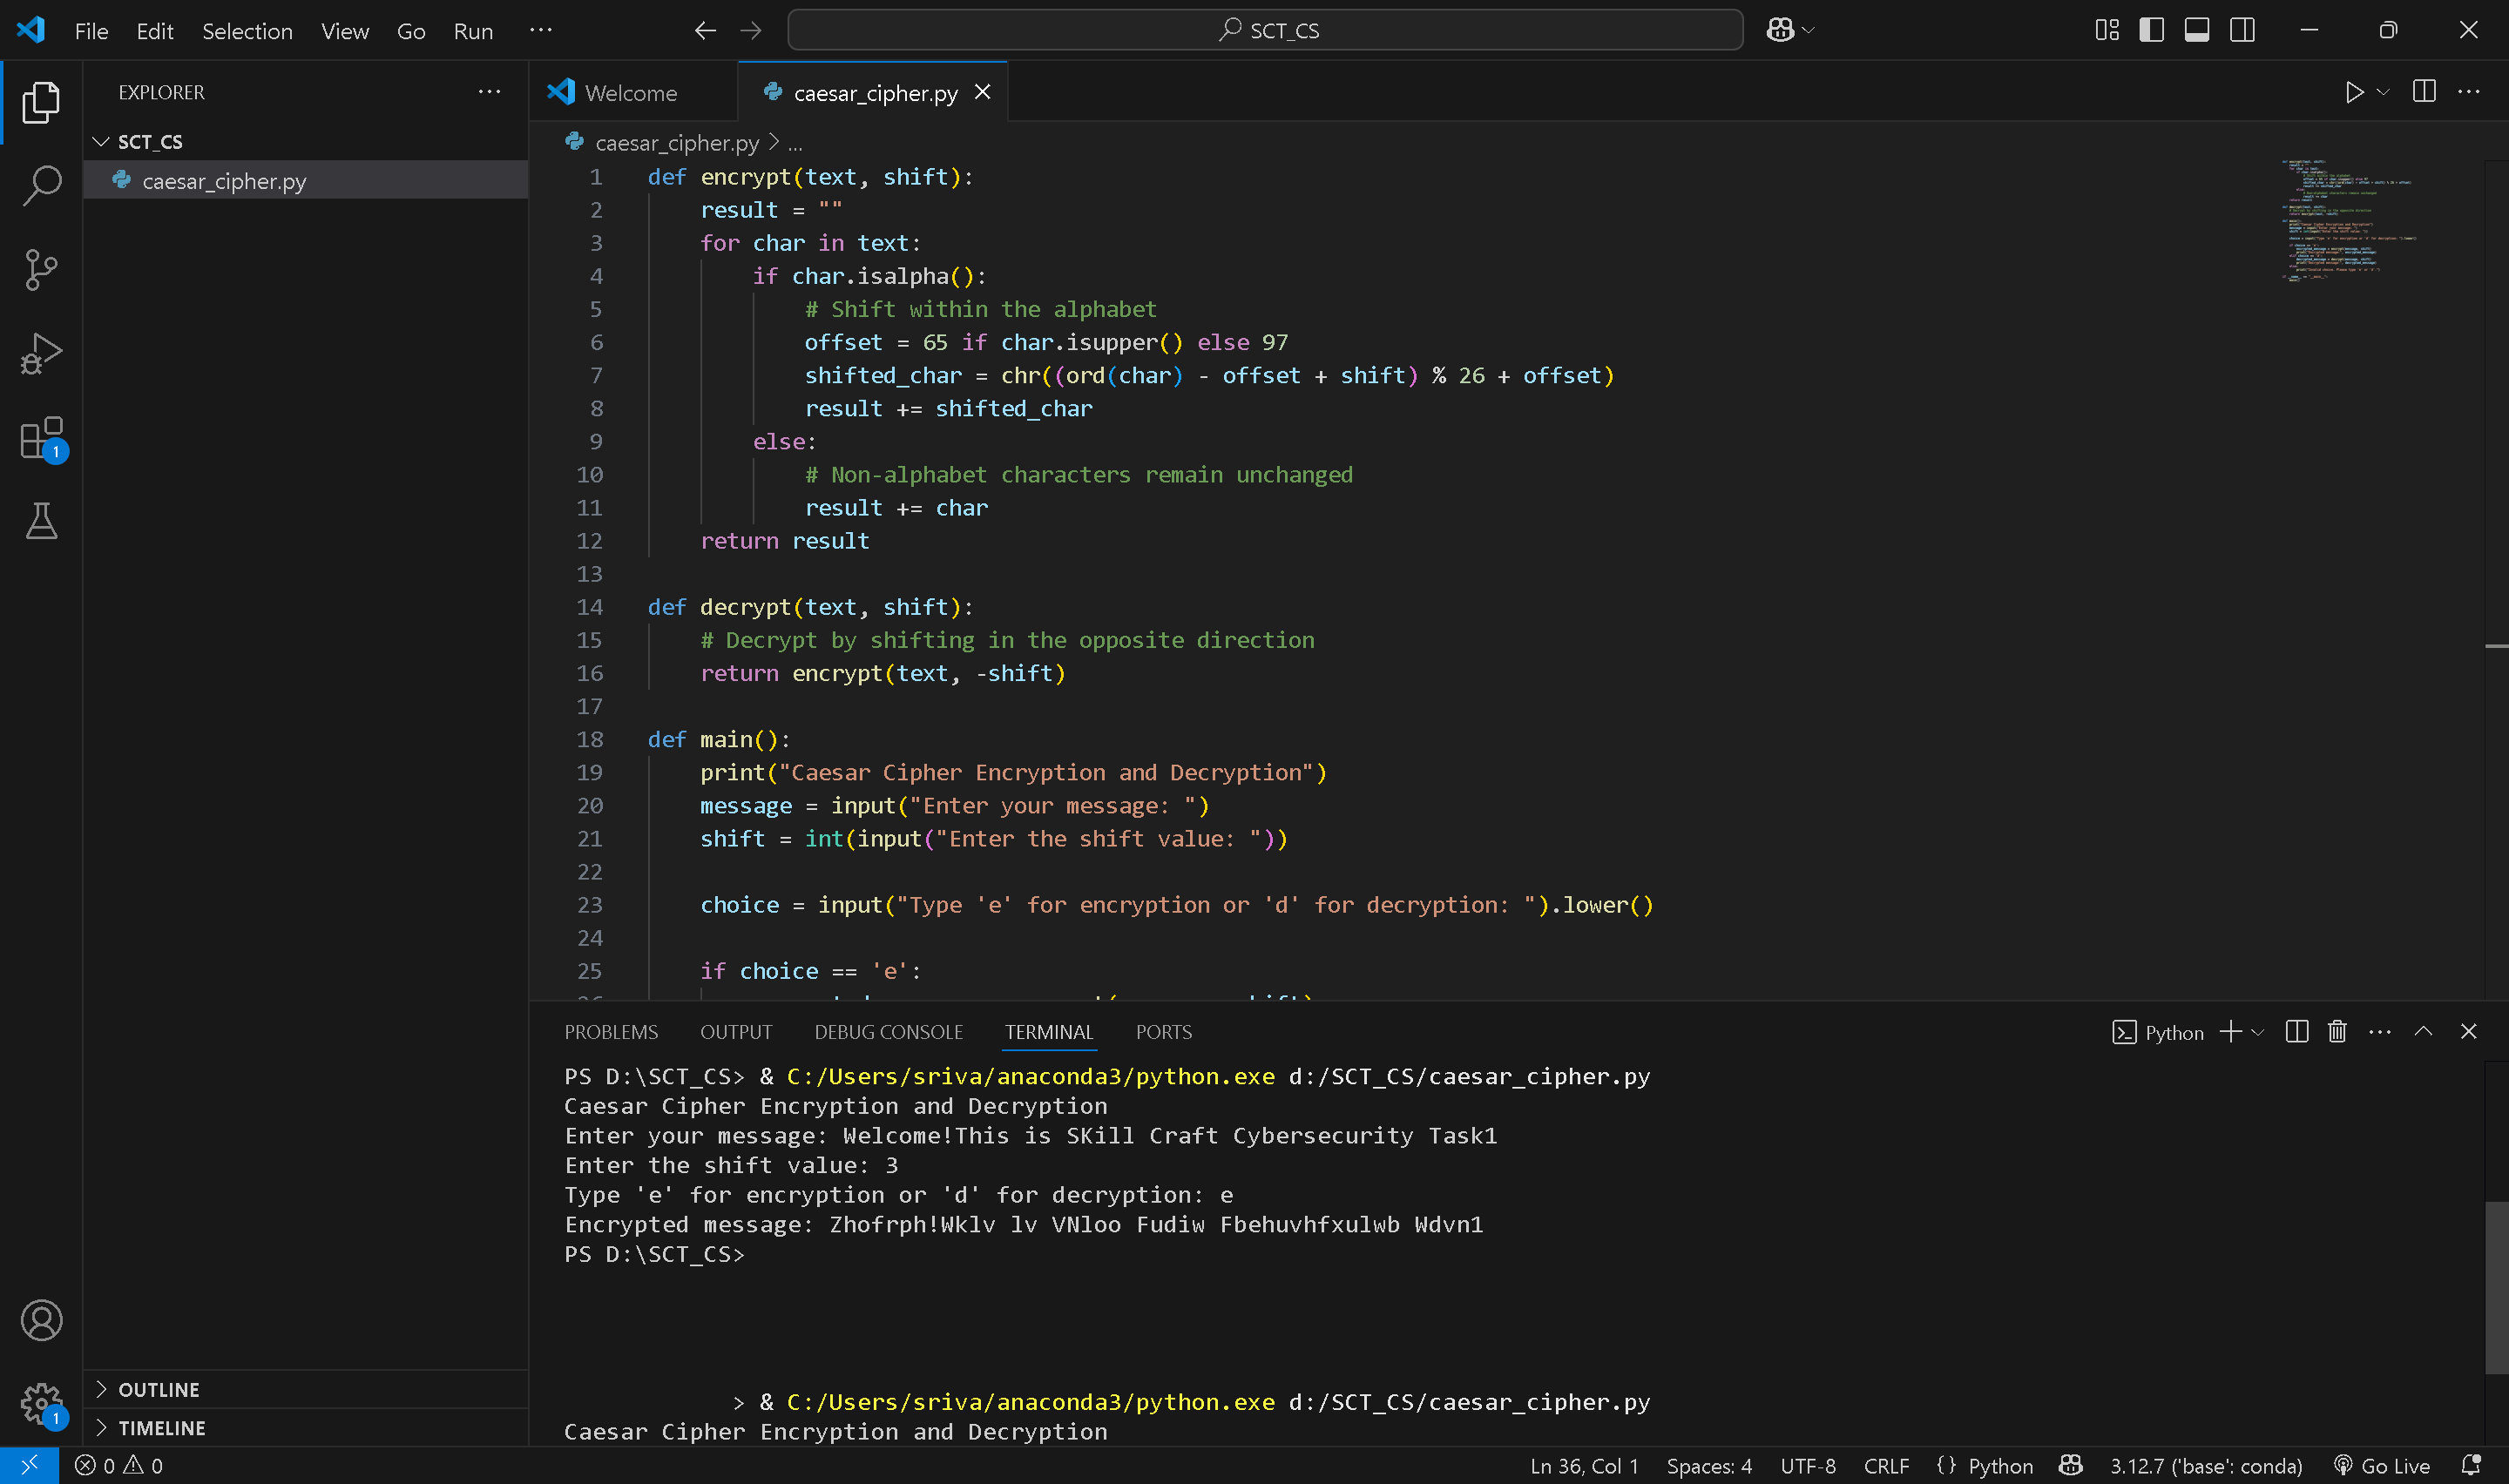 File Edit Selection View Go Run ··· SCT_CS
EXPLORER ···
SCT_CS
caesar_cipher.py
Welcome caesar_cipher.py
caesar_cipher.py > ...
1 def encrypt(text, shift):
2 result = ""
3 for char in text:
4 if char.isalpha():
5 # Shift within the alphabet
6 offset = 65 if char.isupper() else 97
7 shifted_char = chr((ord(char) - offset + shift) % 26 + offset)
8 result += shifted_char
9 else:
10 # Non-alphabet characters remain unchanged
11 result += char
12 return result
13
14 def decrypt(text, shift):
15 # Decrypt by shifting in the opposite direction
16 return encrypt(text, -shift)
17
18 def main():
19 print("Caesar Cipher Encryption and Decryption")
20 message = input("Enter your message: ")
21 shift = int(input("Enter the shift value: "))
22
23 choice = input("Type 'e' for encryption or 'd' for decryption: ").lower()
24
25 if choice == 'e':
PROBLEMS OUTPUT DEBUG CONSOLE TERMINAL PORTS Python
PS D:\SCT_CS> & C:/Users/sriva/anaconda3/python.exe d:/SCT_CS/caesar_cipher.py
Caesar Cipher Encryption and Decryption
Enter your message: Welcome!This is SKill Craft Cybersecurity Task1
Enter the shift value: 3
Type 'e' for encryption or 'd' for decryption: e
Encrypted message: Zhofrph!Wklv lv VNloo Fudiw Fbehuvhfxulwb Wdvn1
PS D:\SCT_CS>
> & C:/Users/sriva/anaconda3/python.exe d:/SCT_CS/caesar_cipher.py
Caesar Cipher Encryption and Decryption
1
1
OUTLINE
TIMELINE
0 0 Ln 36, Col 1 Spaces: 4 UTF-8 CRLF {} Python 3.12.7 ('base': conda) Go Live